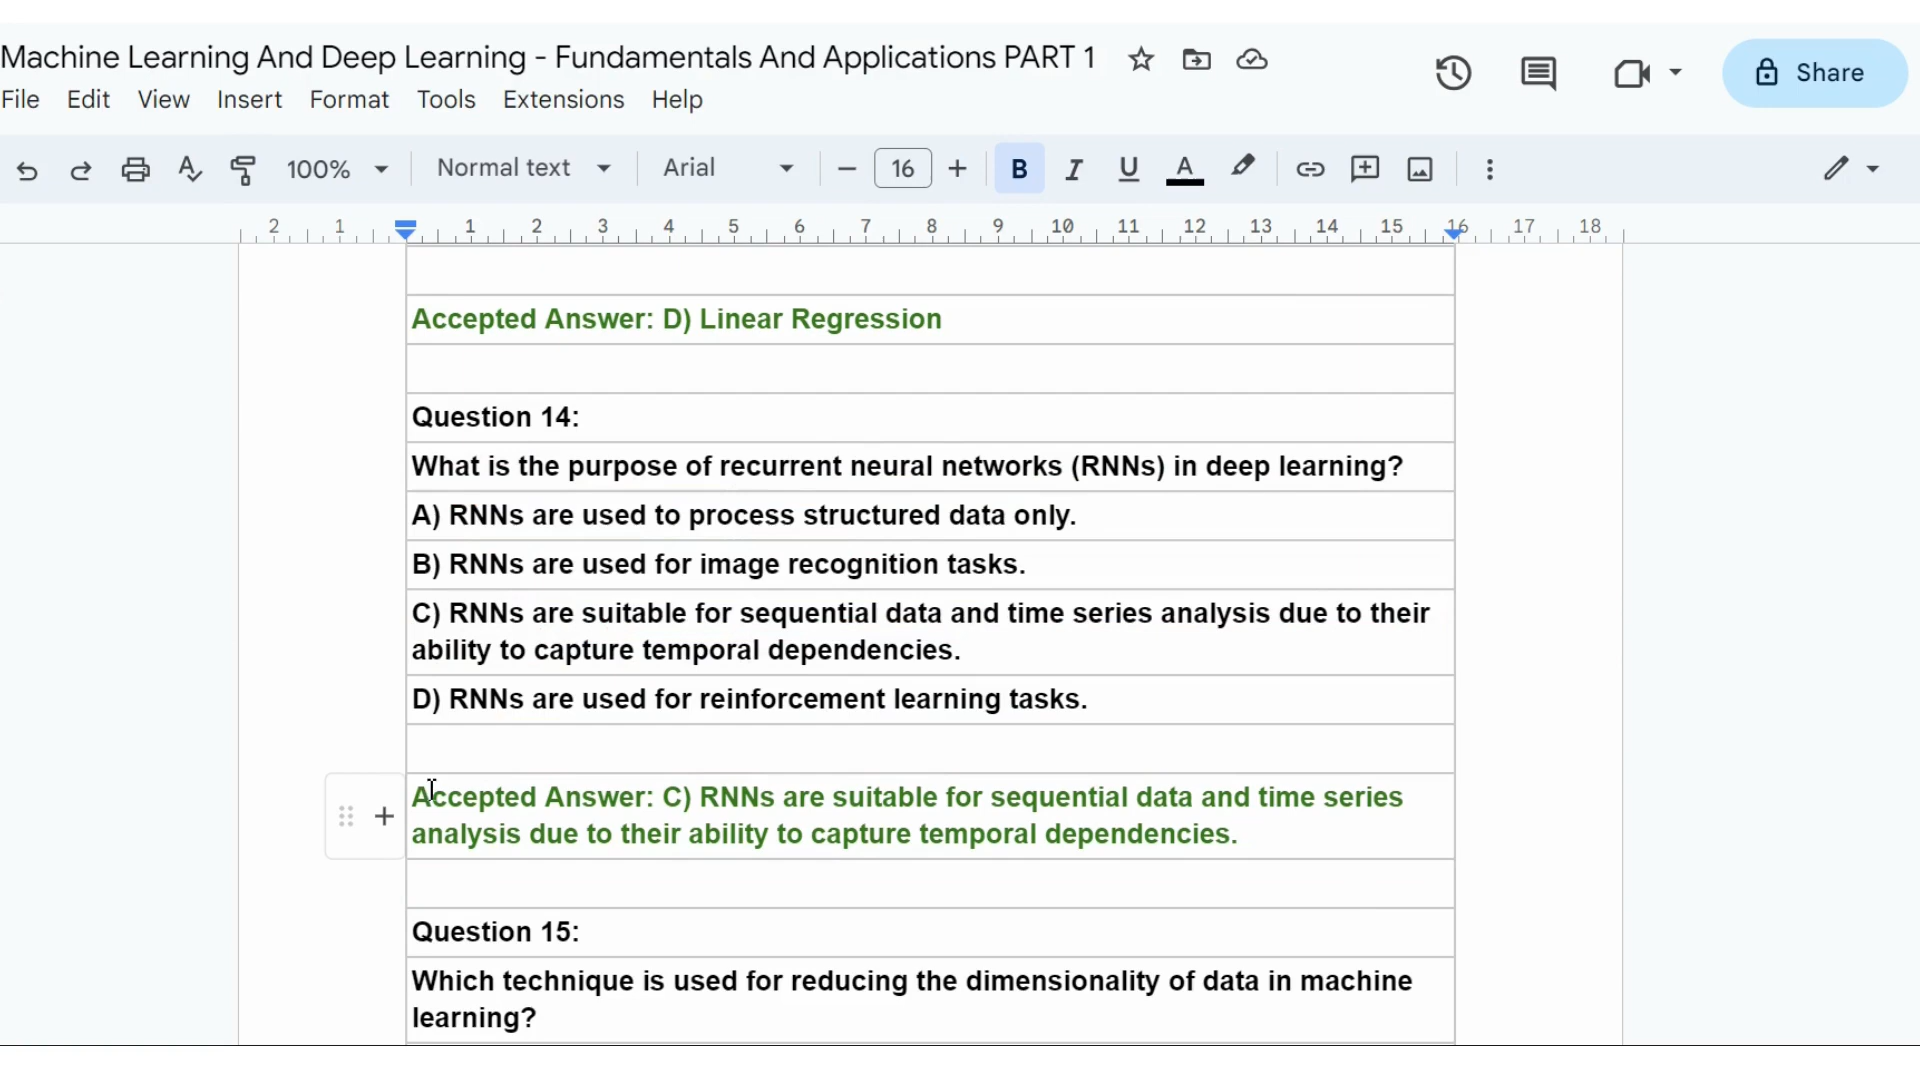 Machine Learning And Deep Learning - Fundamentals And Applications PART 1
File Edit View Insert Format Tools Extensions Help
Share
100% Normal text Arial 16 B I U A
2 1 1 2 3 4 5 6 7 8 9 10 11 12 13 14 15 16 17 18
Accepted Answer: D) Linear Regression
Question 14:
What is the purpose of recurrent neural networks (RNNs) in deep learning?
A) RNNs are used to process structured data only.
B) RNNs are used for image recognition tasks.
C) RNNs are suitable for sequential data and time series analysis due to their
ability to capture temporal dependencies.
D) RNNs are used for reinforcement learning tasks.
Accepted Answer: C) RNNs are suitable for sequential data and time series
analysis due to their ability to capture temporal dependencies.
Question 15:
Which technique is used for reducing the dimensionality of data in machine
learning?